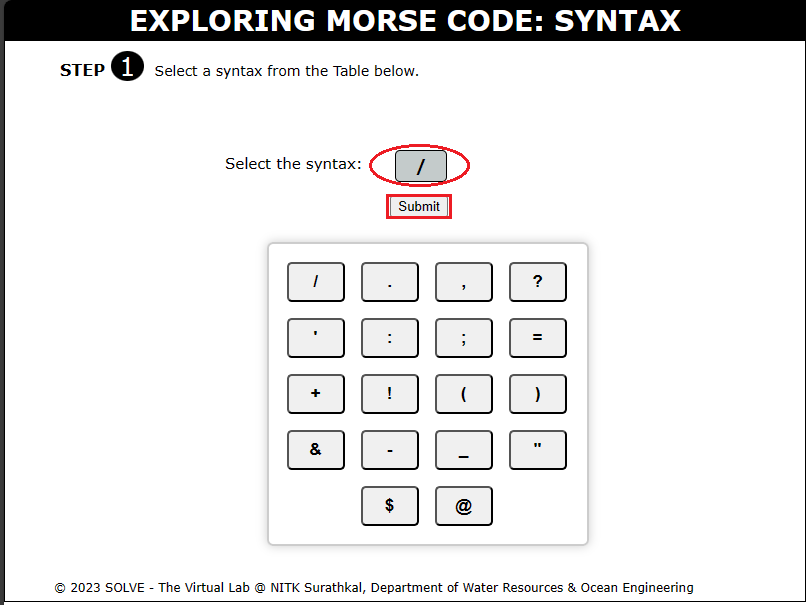 EXPLORING MORSE CODE: SYNTAX
STEP 1 Select a syntax from the Table below.
Select the syntax: /
Submit
/ . , ?
' : ; =
+ ! ( )
& - _ "
$ @
© 2023 SOLVE - The Virtual Lab @ NITK Surathkal, Department of Water Resources & Ocean Engineering